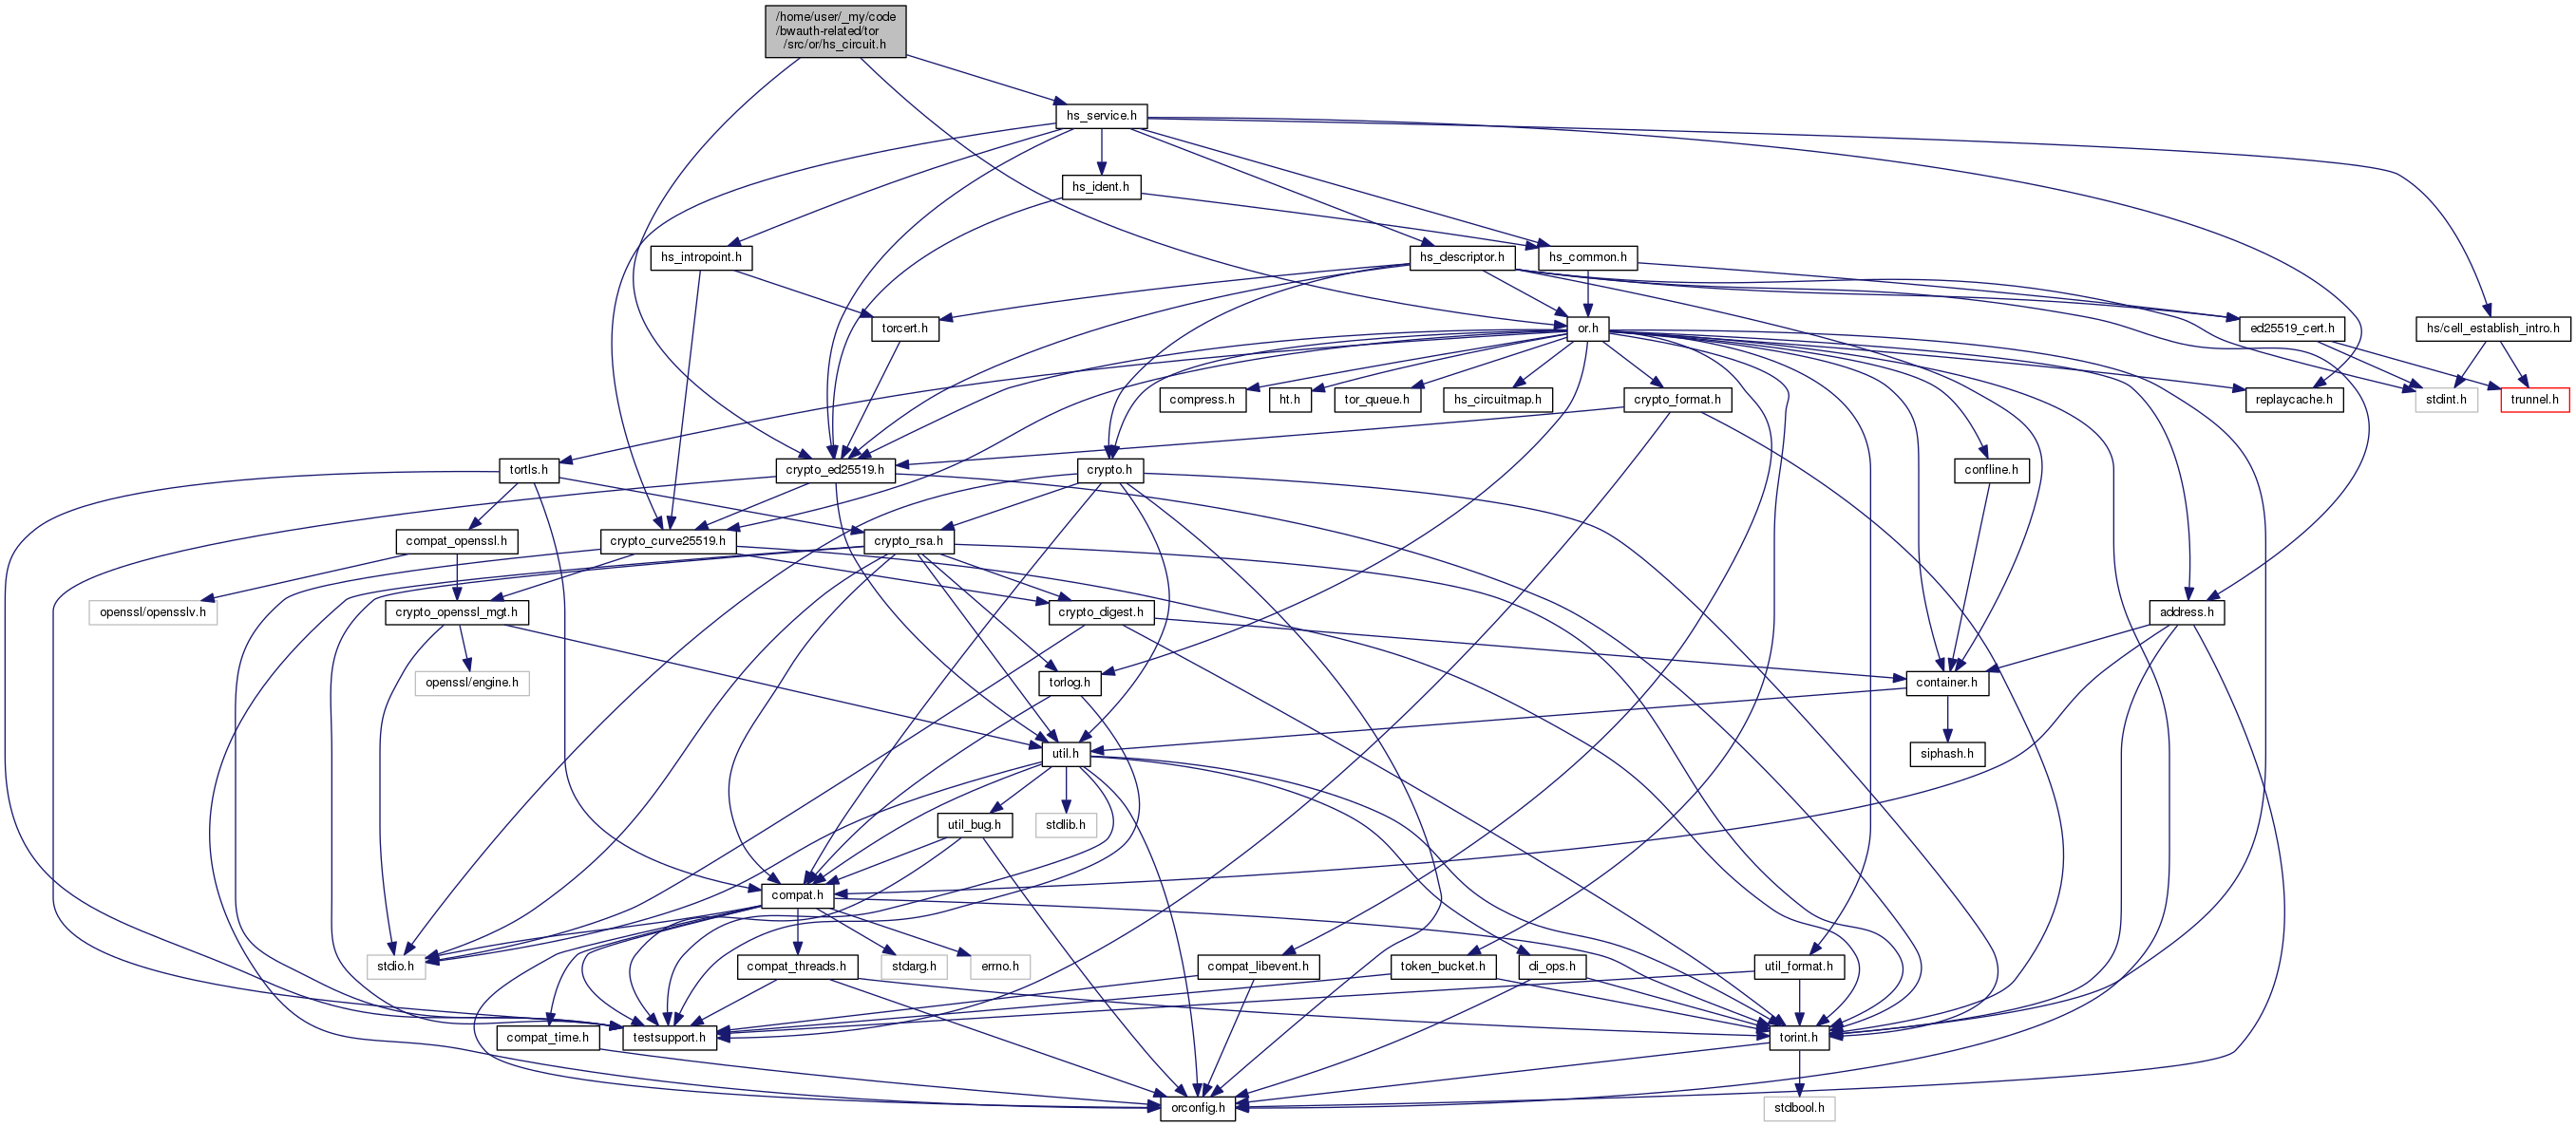 /home/user/_my/code
/bwauth-related/tor
/src/or/hs_circuit.h
hs_service.h
hs_ident.h
hs_intropoint.h
hs_descriptor.h
hs_common.h
torcert.h
or.h
ed25519_cert.h
hs/cell_establish_intro.h
compress.h
ht.h
tor_queue.h
hs_circuitmap.h
crypto_format.h
replaycache.h
stdint.h
trunnel.h
tortls.h
crypto_ed25519.h
crypto.h
confline.h
compat_openssl.h
crypto_curve25519.h
crypto_rsa.h
openssl/opensslv.h
crypto_openssl_mgt.h
crypto_digest.h
address.h
openssl/engine.h
torlog.h
container.h
util.h
siphash.h
util_bug.h
stdlib.h
compat.h
stdio.h
compat_threads.h
stdarg.h
errno.h
compat_libevent.h
token_bucket.h
di_ops.h
util_format.h
compat_time.h
testsupport.h
torint.h
orconfig.h
stdbool.h